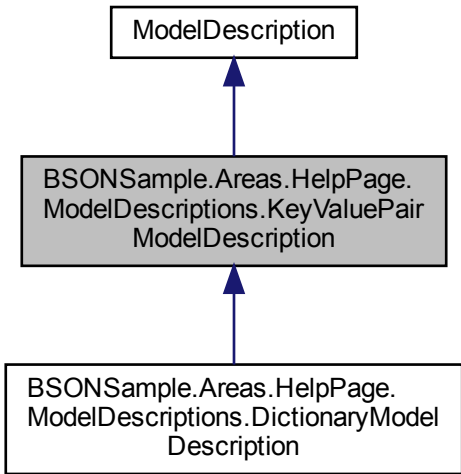 ModelDescription
BSONSample.Areas.HelpPage.
ModelDescriptions.KeyValuePair
ModelDescription
BSONSample.Areas.HelpPage.
ModelDescriptions.DictionaryModel
Description